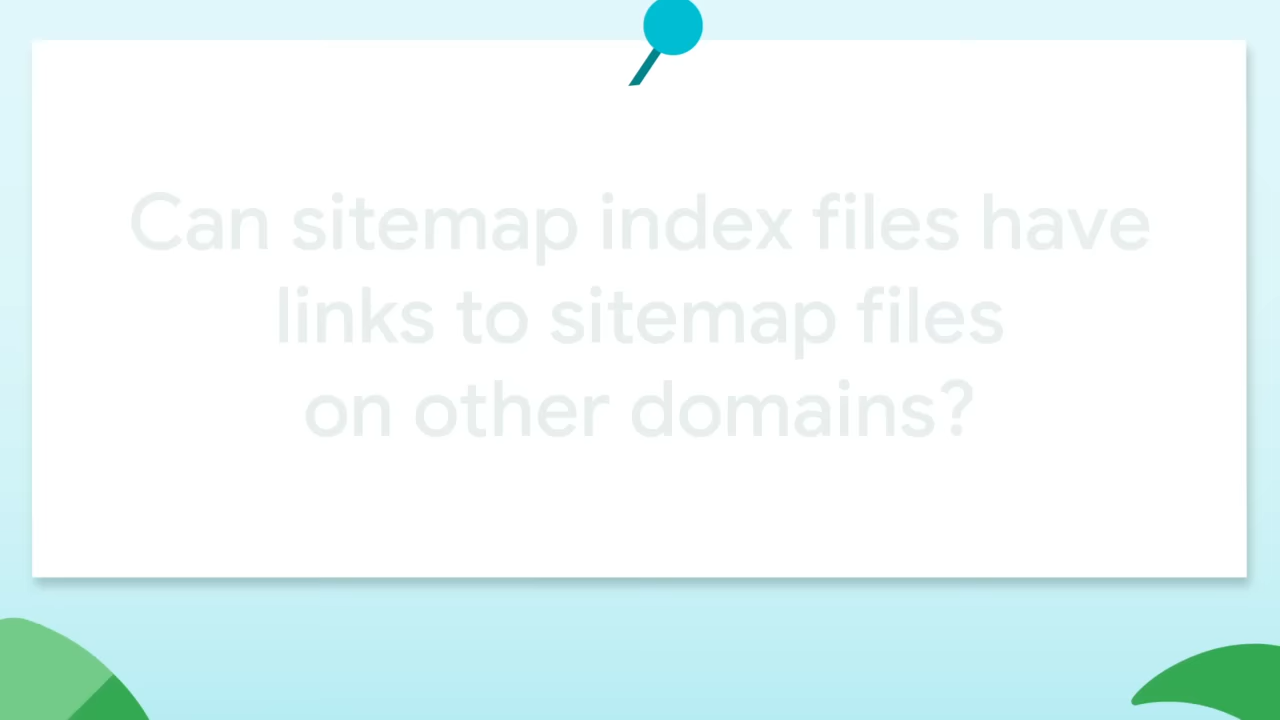 Can sitemap index files have
links to sitemap files
on other domains?